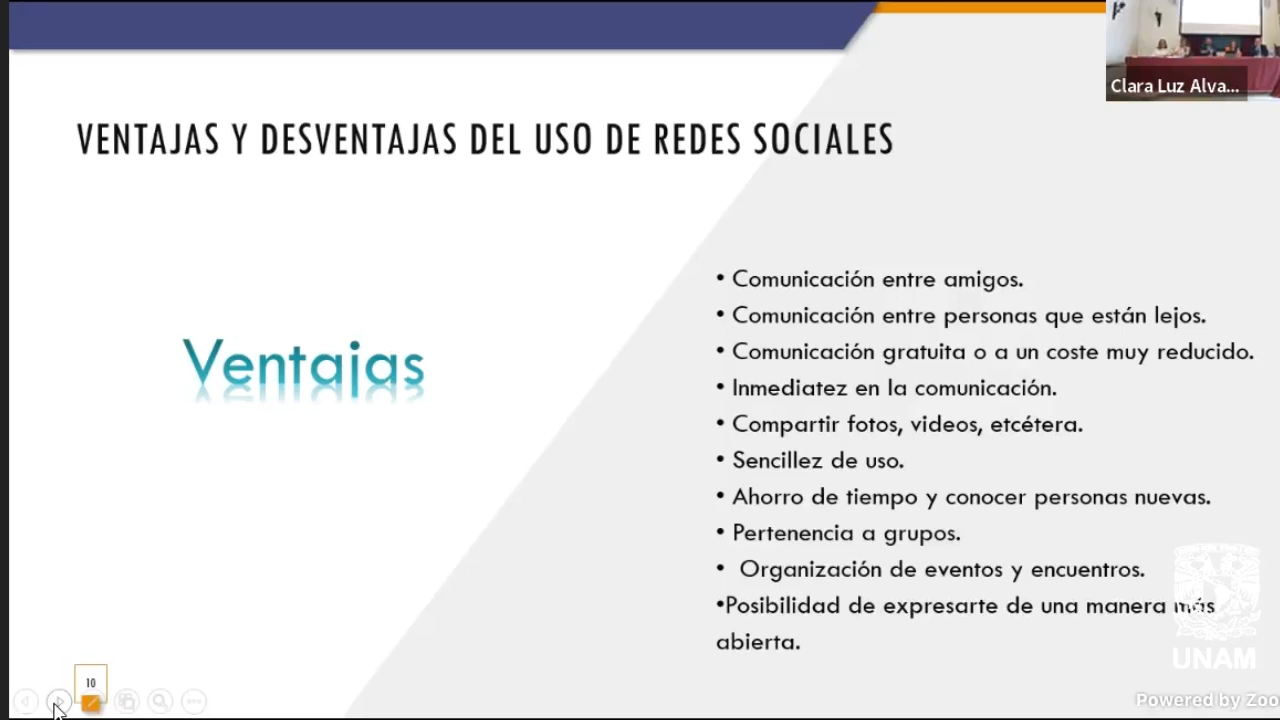 Clara Luz Alva...
VENTAJAS Y DESVENTAJAS DEL USO DE REDES SOCIALES
Ventajas
• Comunicación entre amigos.
• Comunicación entre personas que están lejos.
• Comunicación gratuita o a un coste muy reducido.
• Inmediatez en la comunicación.
• Compartir fotos, videos, etcétera.
• Sencillez de uso.
• Ahorro de tiempo y conocer personas nuevas.
• Pertenencia a grupos.
• Organización de eventos y encuentros.
•Posibilidad de expresarte de una manera más
abierta.
UNAM
10
Powered by Zoo